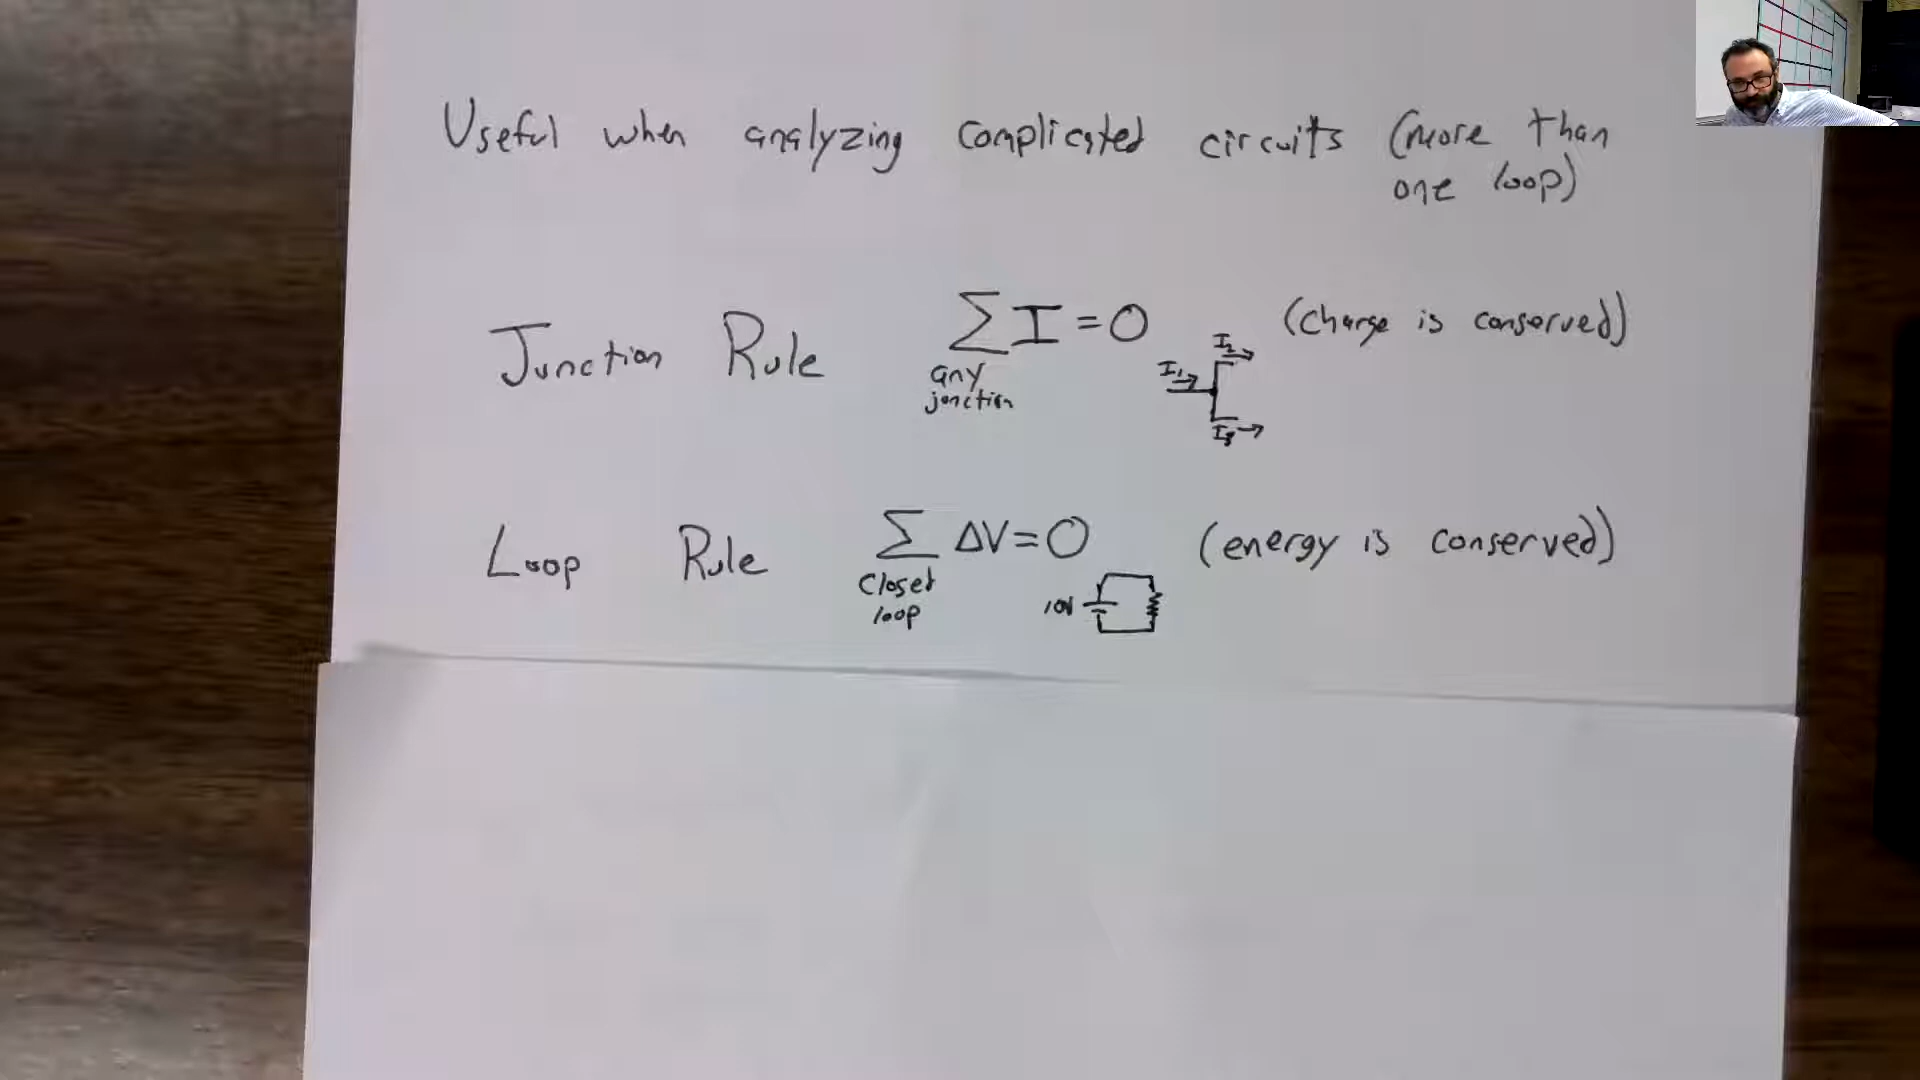 Useful when analyzing complicated circuits (more than
one loop)
Junction Rule ∑I=0 (charge is conserved)
any
junction
I₁
I₂
I₃
Loop Rule ∑ΔV=0 (energy is conserved)
closed
loop
10V